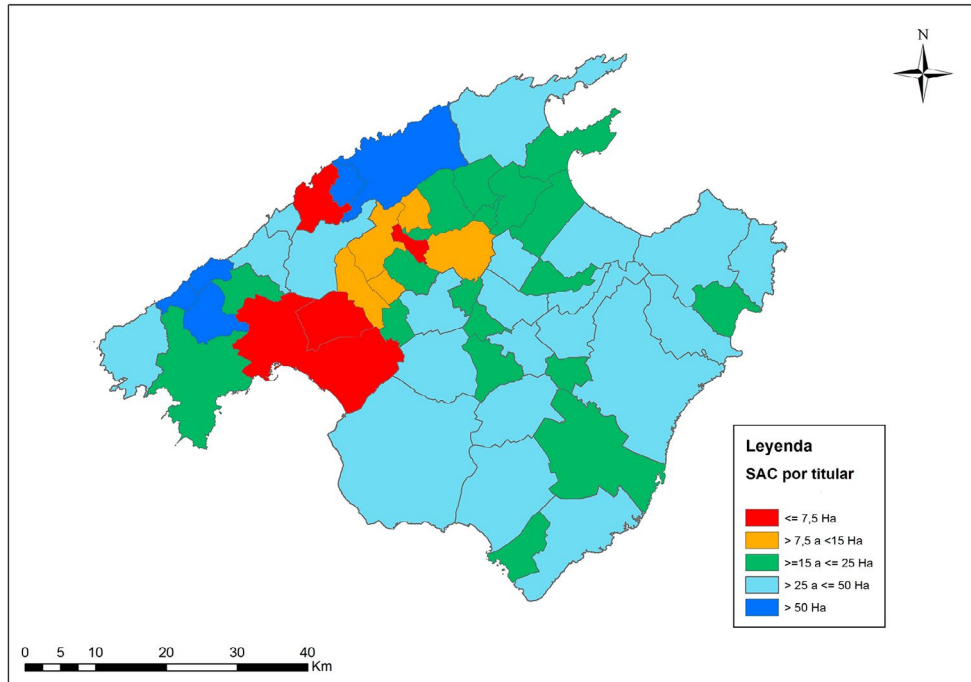 N
Leyenda
SAC por titular
<= 7,5 Ha
> 7,5 a <15 Ha
>=15 a <= 25 Ha
> 25 a <= 50 Ha
> 50 Ha
0 5 10 20 30 40
Km